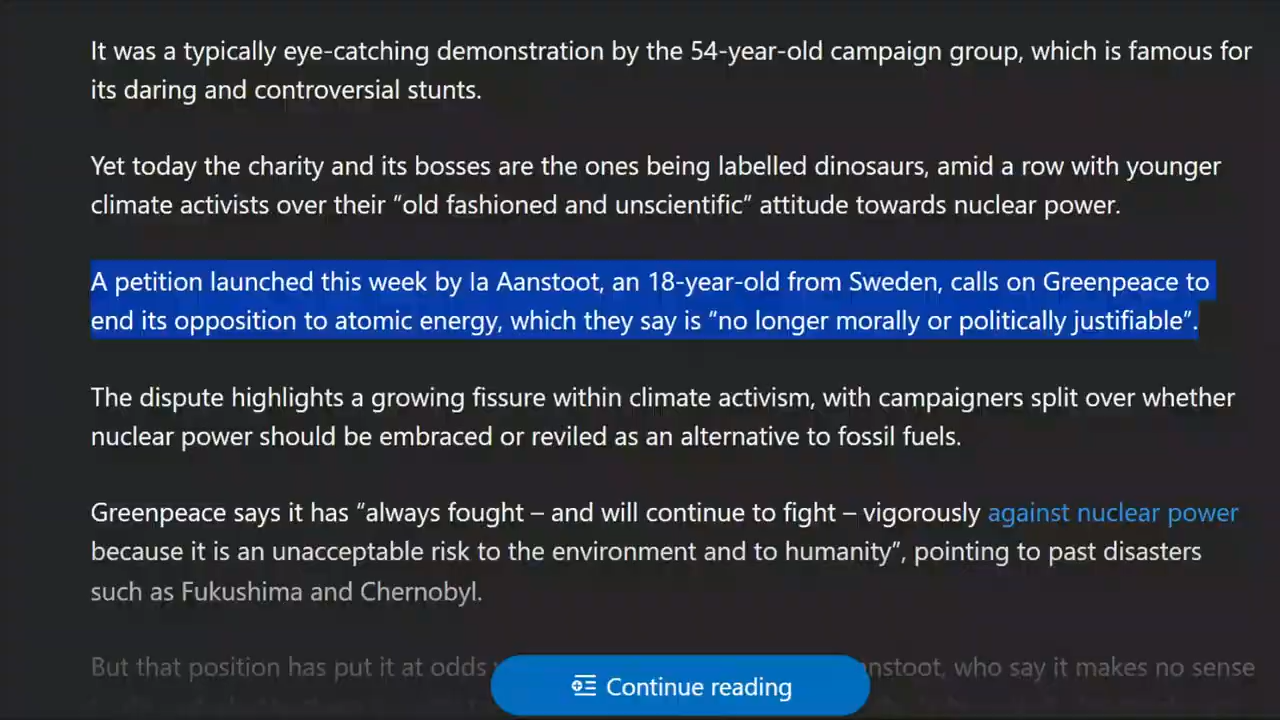 It was a typically eye-catching demonstration by the 54-year-old campaign group, which is famous for
its daring and controversial stunts.
Yet today the charity and its bosses are the ones being labelled dinosaurs, amid a row with younger
climate activists over their “old fashioned and unscientific” attitude towards nuclear power.
A petition launched this week by Ia Aanstoot, an 18-year-old from Sweden, calls on Greenpeace to
end its opposition to atomic energy, which they say is “no longer morally or politically justifiable”.
The dispute highlights a growing fissure within climate activism, with campaigners split over whether
nuclear power should be embraced or reviled as an alternative to fossil fuels.
Greenpeace says it has “always fought – and will continue to fight – vigorously against nuclear power
because it is an unacceptable risk to the environment and to humanity”, pointing to past disasters
such as Fukushima and Chernobyl.
But that position has put it at odds anstoot, who say it makes no sense
Continue reading